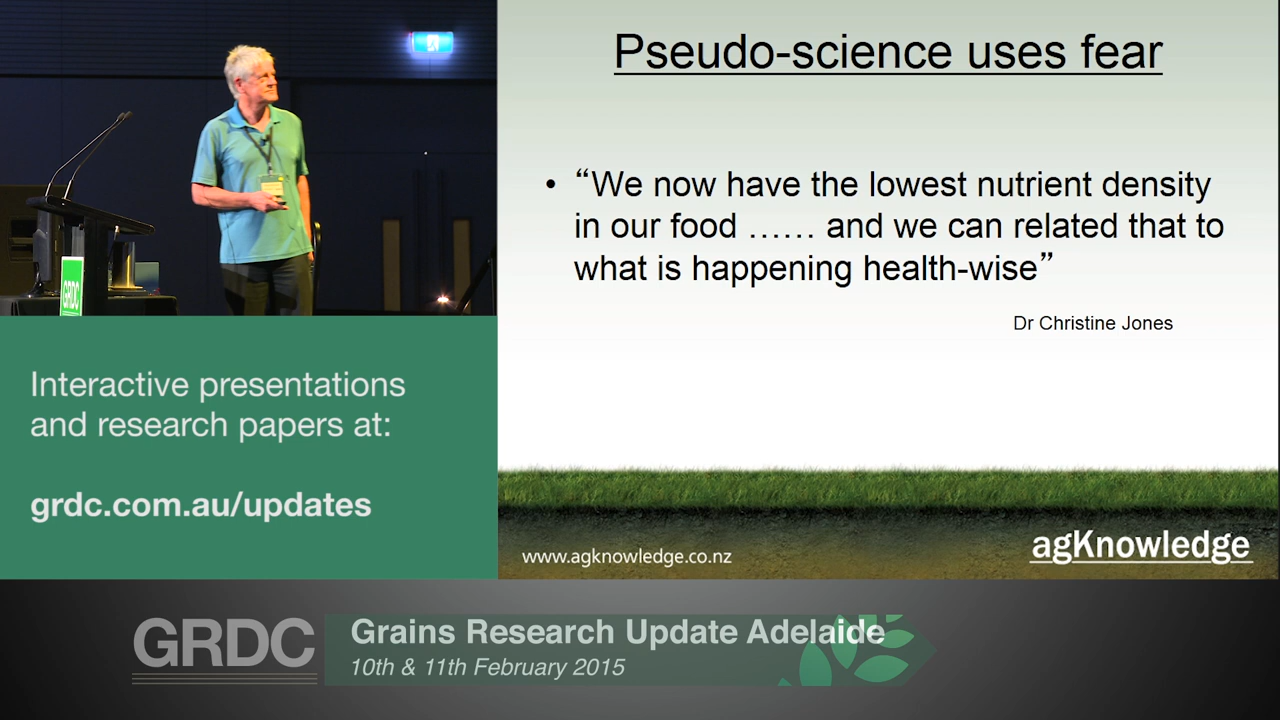 Pseudo-science uses fear
• “We now have the lowest nutrient density
in our food …… and we can related that to
what is happening health-wise”
Dr Christine Jones
www.agknowledge.co.nz
agKnowledge
GRDC
Interactive presentations
and research papers at:
grdc.com.au/updates
GRDC
Grains Research Update Adelaide
10th & 11th February 2015